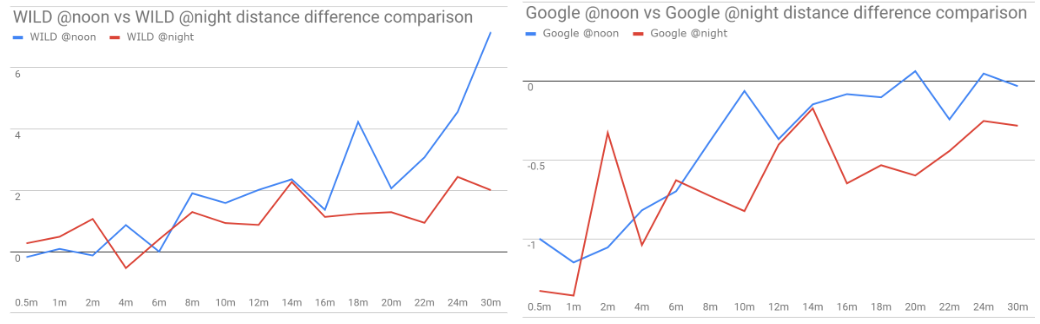 WILD @noon vs WILD @night distance difference comparison
WILD @noon WILD @night
6
4
2
0
0.5m 1m 2m 4m 6m 8m 10m 12m 14m 16m 18m 20m 22m 24m 30m
Google @noon vs Google @night distance difference comparison
Google @noon Google @night
0
-0.5
-1
0.5m 1m 2m 4m 6m 8m 10m 12m 14m 16m 18m 20m 22m 24m 30m